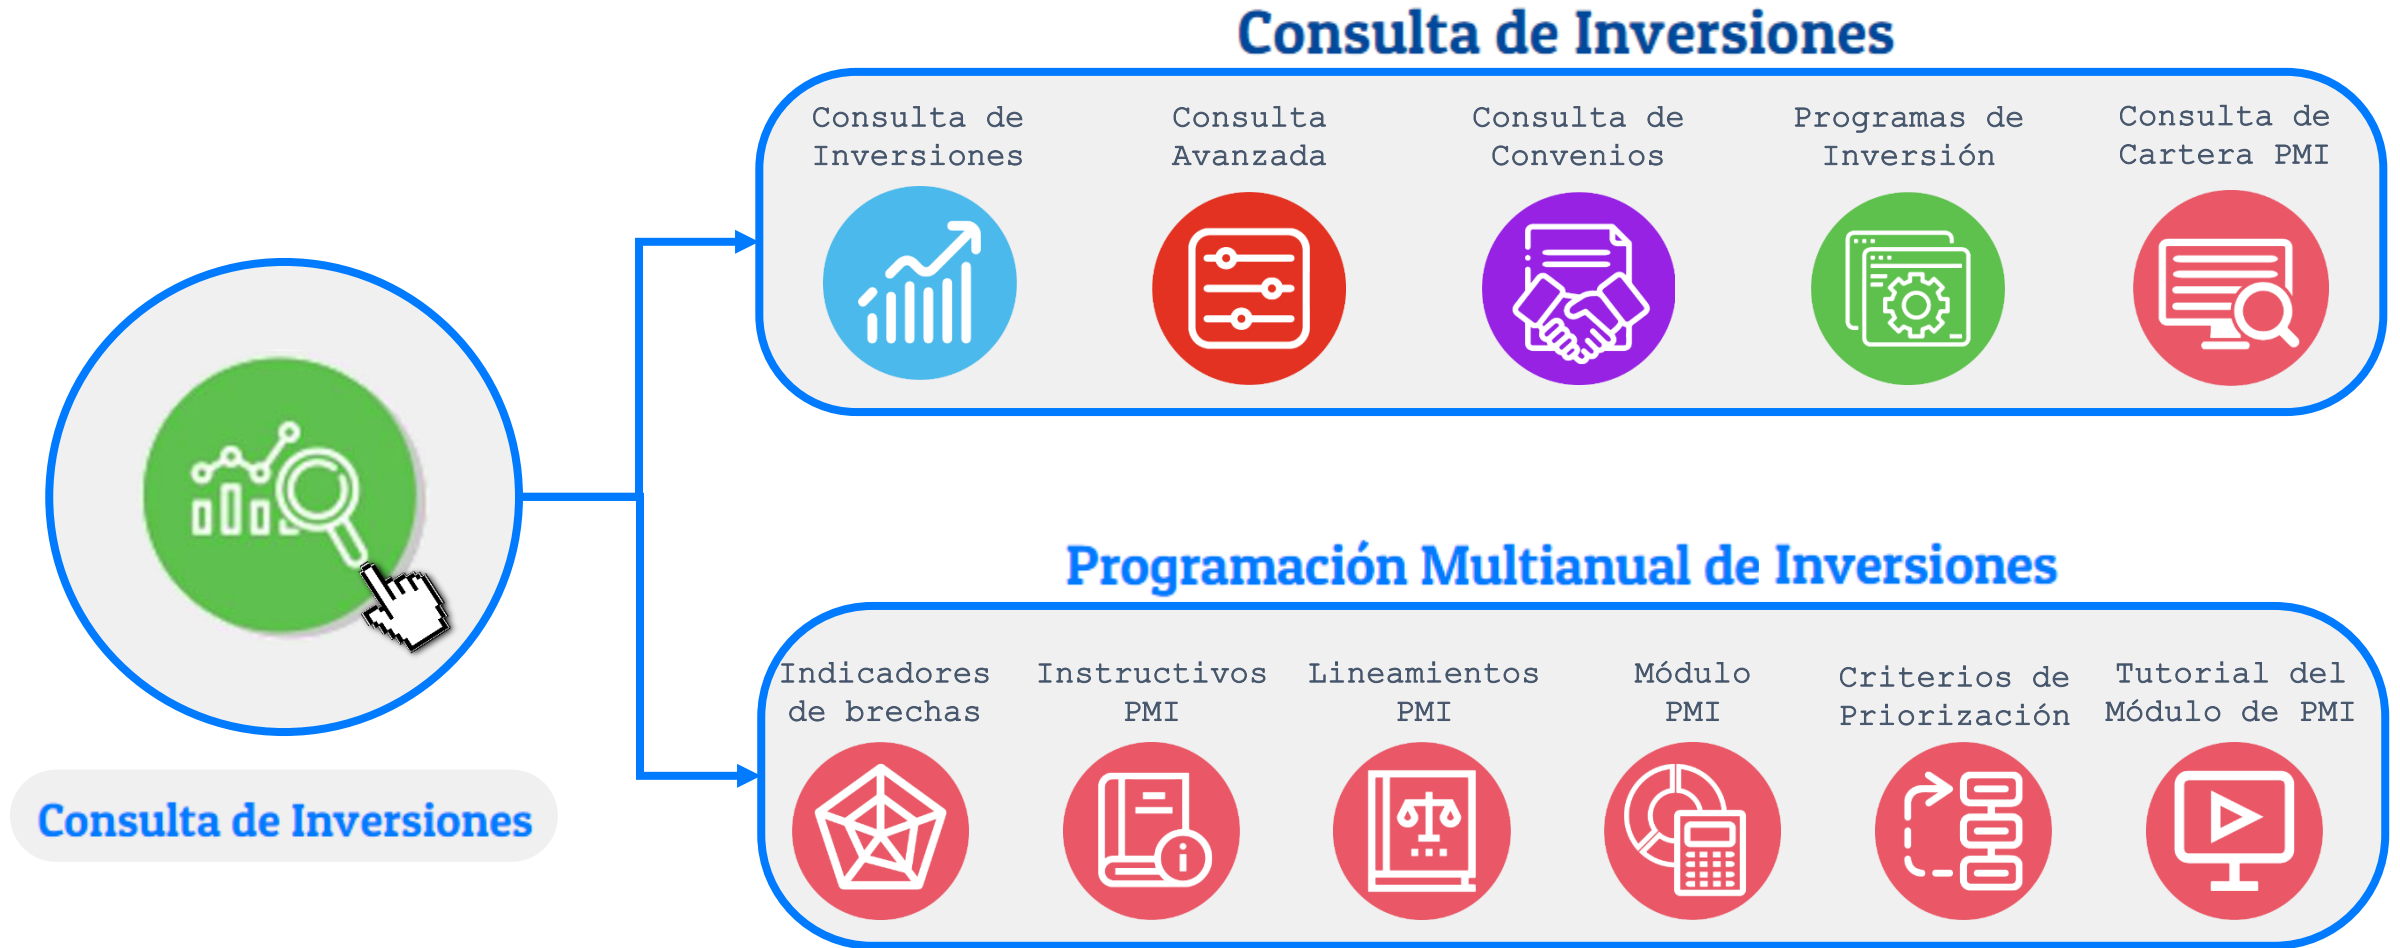 Consulta de Inversiones
Consulta de
Inversiones
Consulta
Avanzada
Consulta de
Convenios
Programas de
Inversión
Consulta de
Cartera PMI
Consulta de Inversiones
Programación Multianual de Inversiones
Indicadores
de brechas
Instructivos
PMI
Lineamientos
PMI
Módulo
PMI
Criterios de
Priorización
Tutorial del
Módulo de PMI